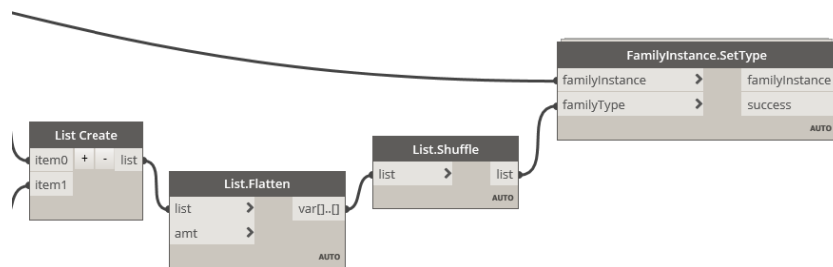 FamilyInstance.SetType
familyInstance > familyInstance
familyType > success
AUTO
List Create
item0 + - list
item1
List.Flatten
list > var[]..[]
amt >
AUTO
List.Shuffle
list > list
AUTO